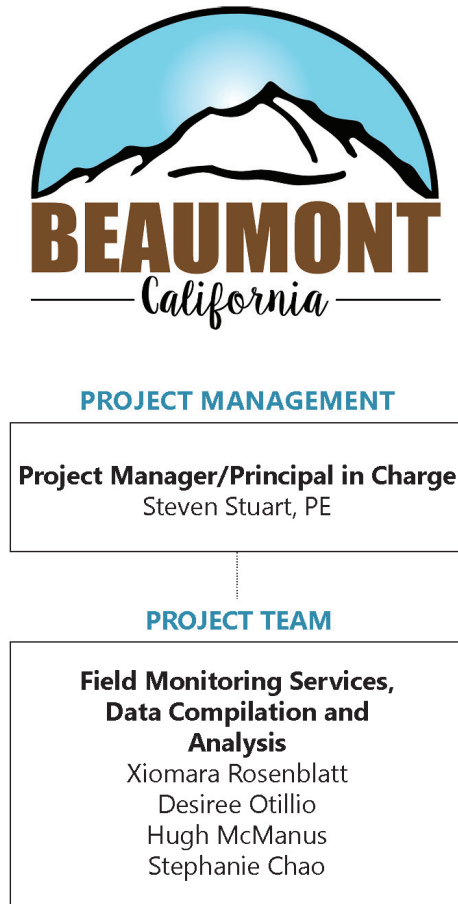 BEAUMONT
California
PROJECT MANAGEMENT
Project Manager/Principal in Charge
Steven Stuart, PE
PROJECT TEAM
Field Monitoring Services,
Data Compilation and
Analysis
Xiomara Rosenblatt
Desiree Otillio
Hugh McManus
Stephanie Chao